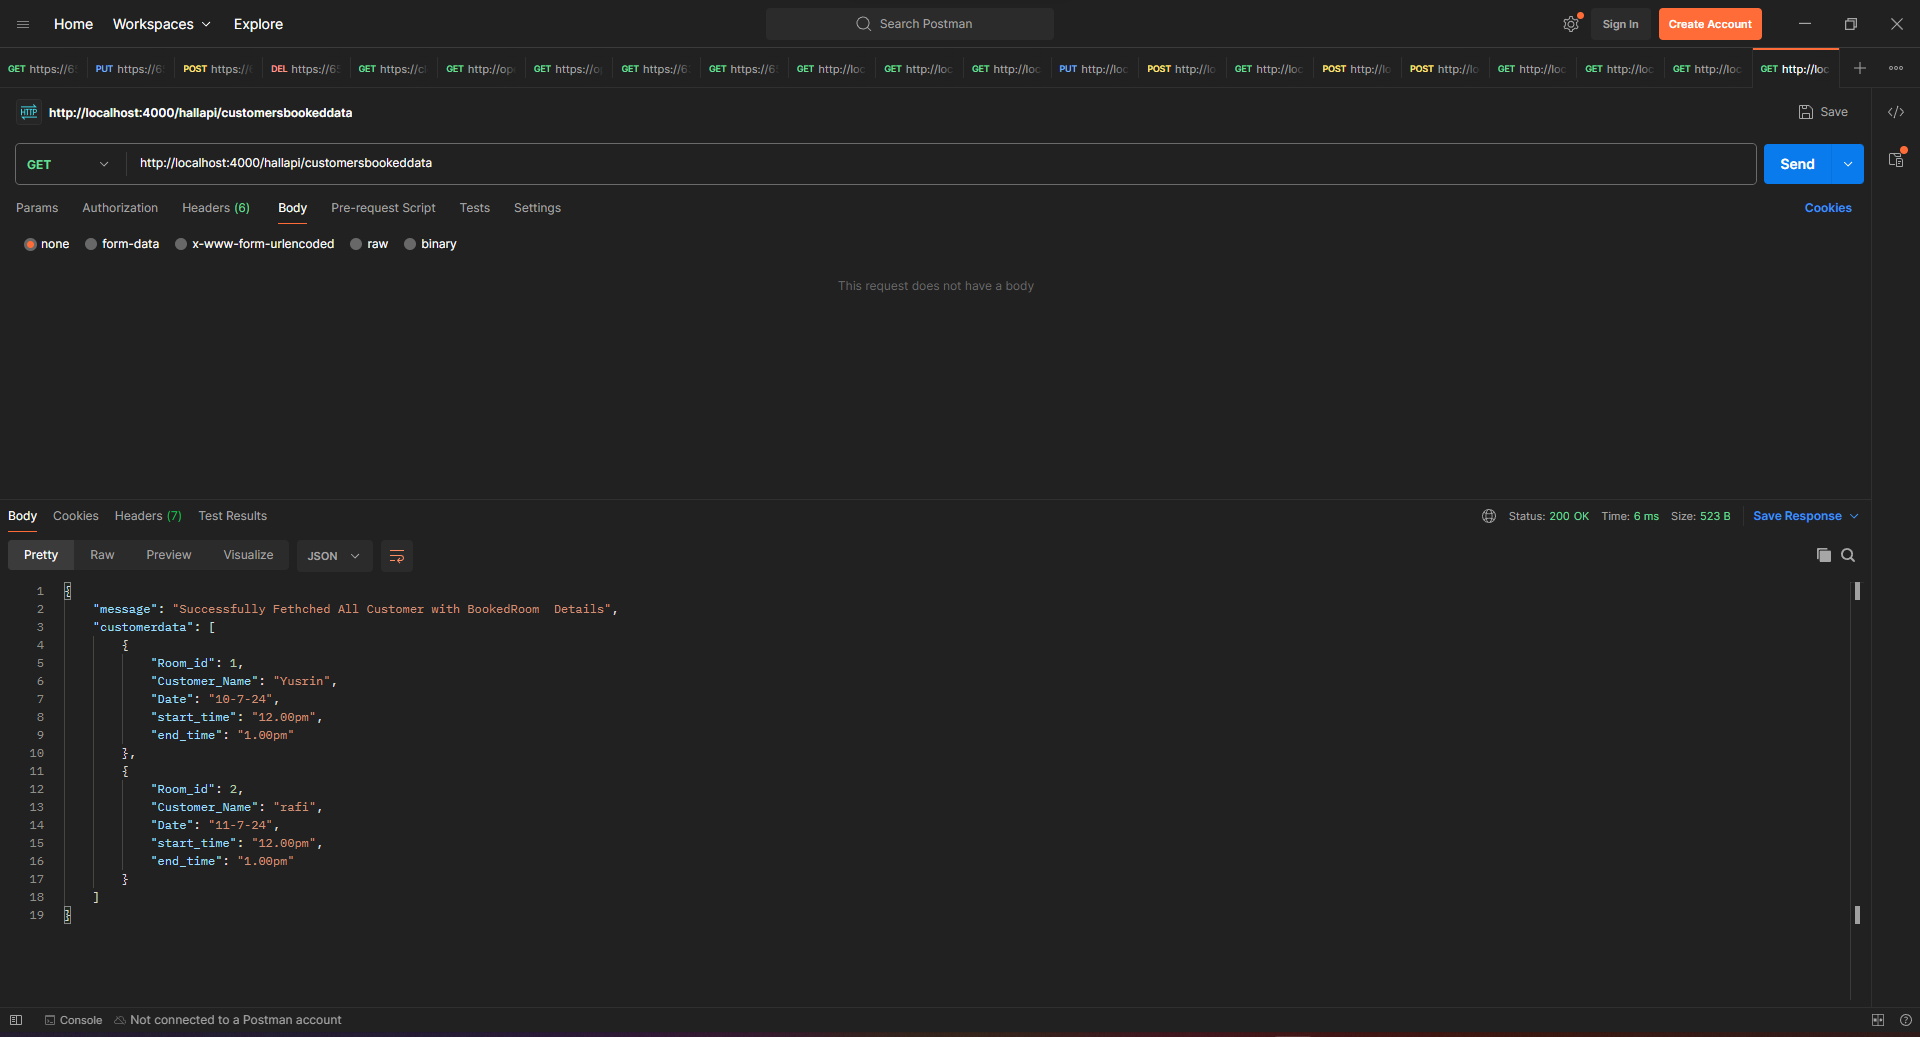 Home Workspaces Explore Search Postman Sign In Create Account
GET https://6 PUT https://6 POST https:// DEL https://6 GET https://c GET http://op GET https://o GET https://6 GET https://6 GET http://loc GET http://loc GET http://loc PUT http://loc POST http://lo GET http://loc POST http://lo POST http://lo GET http://loc GET http://loc GET http://loc GET http://loc
HTTP http://localhost:4000/hallapi/customersbookeddata Save
GET http://localhost:4000/hallapi/customersbookeddata Send
Params Authorization Headers (6) Body Pre-request Script Tests Settings Cookies
none form-data x-www-form-urlencoded raw binary
This request does not have a body
Body Cookies Headers (7) Test Results Status: 200 OK Time: 6 ms Size: 523 B Save Response
Pretty Raw Preview Visualize JSON
1 {
2 "message": "Successfully Fethched All Customer with BookedRoom  Details",
3 "customerdata": [
4 {
5 "Room_id": 1,
6 "Customer_Name": "Yusrin",
7 "Date": "10-7-24",
8 "start_time": "12.00pm",
9 "end_time": "1.00pm"
10 },
11 {
12 "Room_id": 2,
13 "Customer_Name": "rafi",
14 "Date": "11-7-24",
15 "start_time": "12.00pm",
16 "end_time": "1.00pm"
17 }
18 ]
19 }
Console Not connected to a Postman account